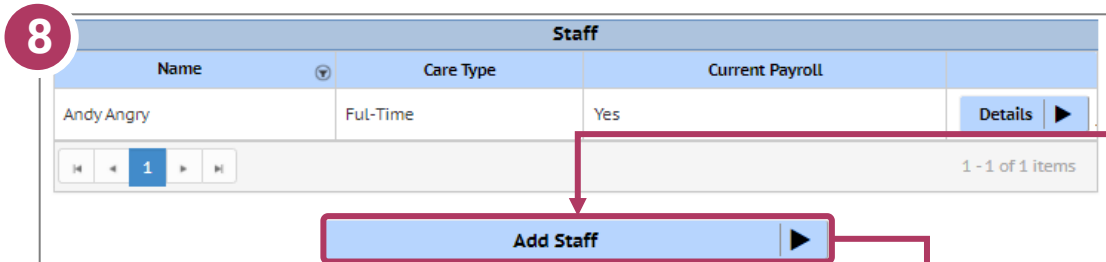 8
Staff
Name Care Type Current Payroll
Andy Angry Ful-Time Yes Details
1 1 - 1 of 1 items
Add Staff